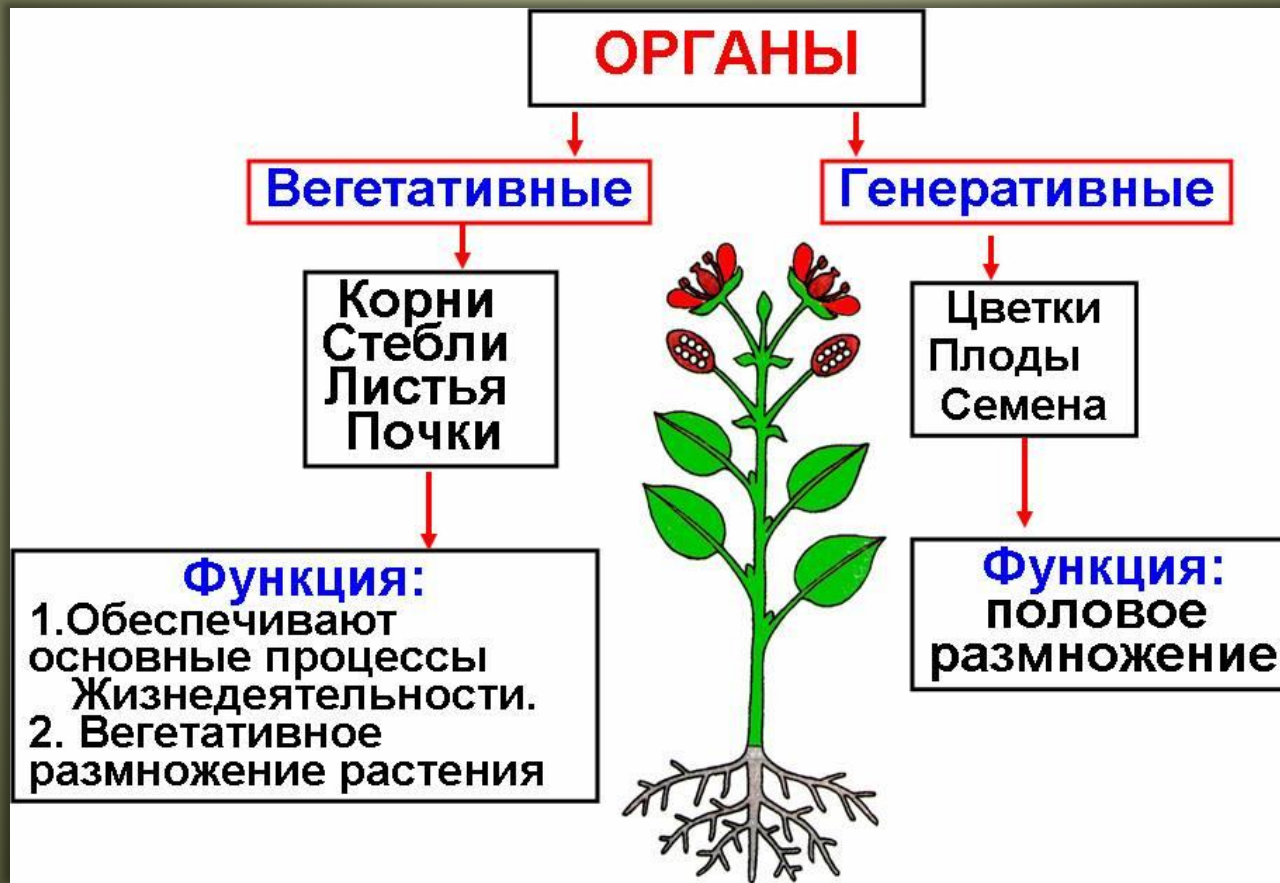 ОРГАНЫ
Вегетативные
Генеративные
Корни
Стебли
Листья
Почки
Цветки
Плоды
Семена
Функция:
1.Обеспечивают
основные процессы
Жизнедеятельности.
2. Вегетативное
размножение растения
Функция:
половое
размножение